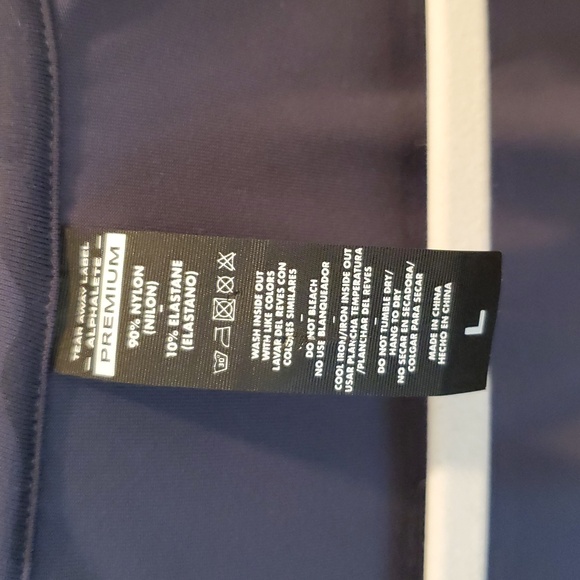 TEAR AWAY LABEL
– ALPHALETE –
PREMIUM
90% NYLON
(NILON)
–
10% ELASTANE
(ELASTANO)
30°
WASH INSIDE OUT
WITH LIKE COLORS
LAVAR DEL REVES CON
COLORES SIMILARES
–
DO NOT BLEACH
NO USE BLANQUEADOR
–
COOL IRON/IRON INSIDE OUT
USAR PLANCHA TEMPERATURA
/PLANCHAR DEL REVES
–
DO NOT TUMBLE DRY/
HANG TO DRY
NO SECAR EN SECADORA/
COLGAR PARA SECAR
–
MADE IN CHINA
HECHO EN CHINA
L